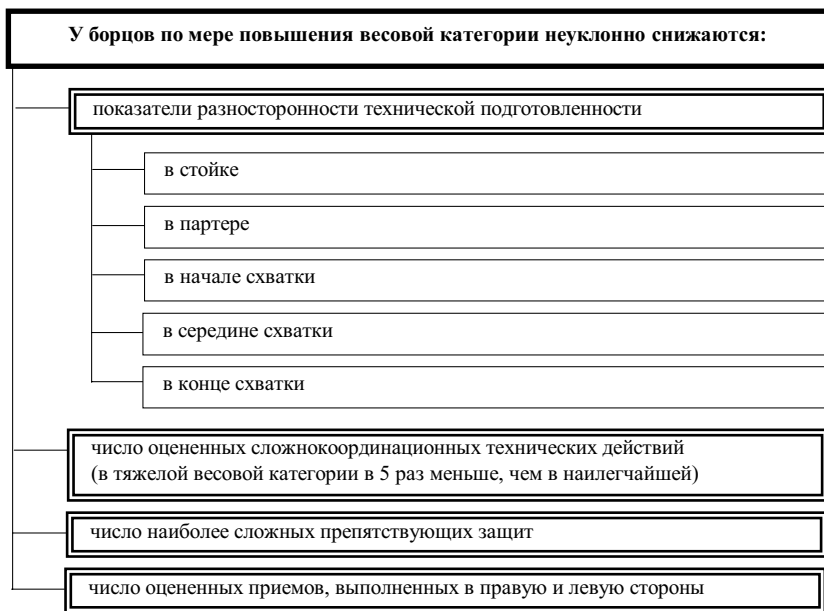 У борцов по мере повышения весовой категории неуклонно снижаются:
показатели разносторонности технической подготовленности
в стойке
в партере
в начале схватки
в середине схватки
в конце схватки
число оцененных сложнокоординационных технических действий
(в тяжелой весовой категории в 5 раз меньше, чем в наилегчайшей)
число наиболее сложных препятствующих защит
число оцененных приемов, выполненных в правую и левую стороны